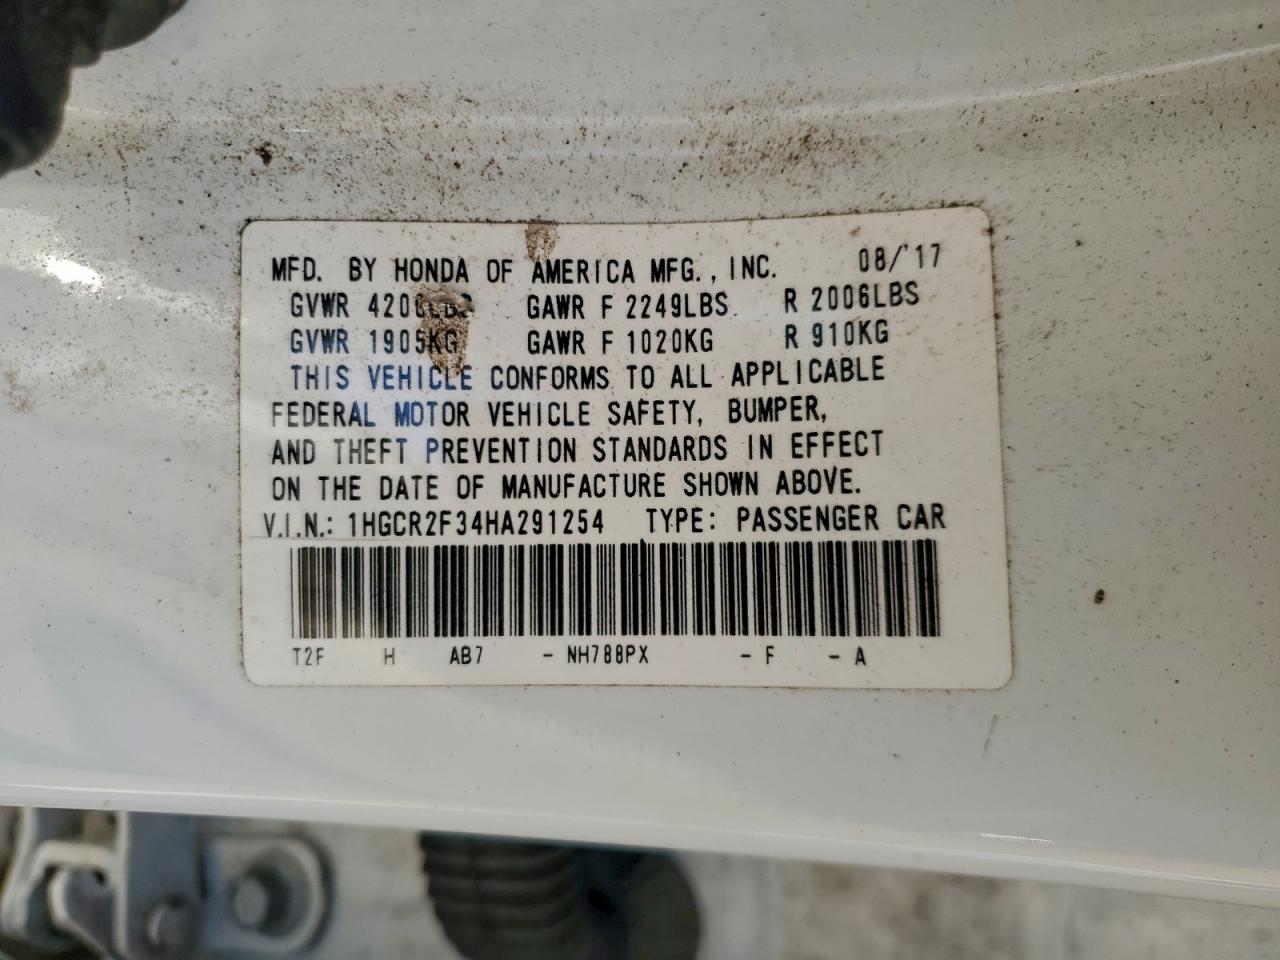 MFD. BY HONDA OF AMERICA MFG., INC. 08/'17
GVWR GAWR F 2249LBS R 2006LBS
GVWR 1905KG GAWR F 1020KG R 910KG
THIS VEHICLE CONFORMS TO ALL APPLICABLE
FEDERAL MOTOR VEHICLE SAFETY, BUMPER,
AND THEFT PREVENTION STANDARDS IN EFFECT
ON THE DATE OF MANUFACTURE SHOWN ABOVE.
V.I.N.: 1HGCR2F34HA291254 TYPE: PASSENGER CAR
T2F H AB7 - NH788PX - F - A